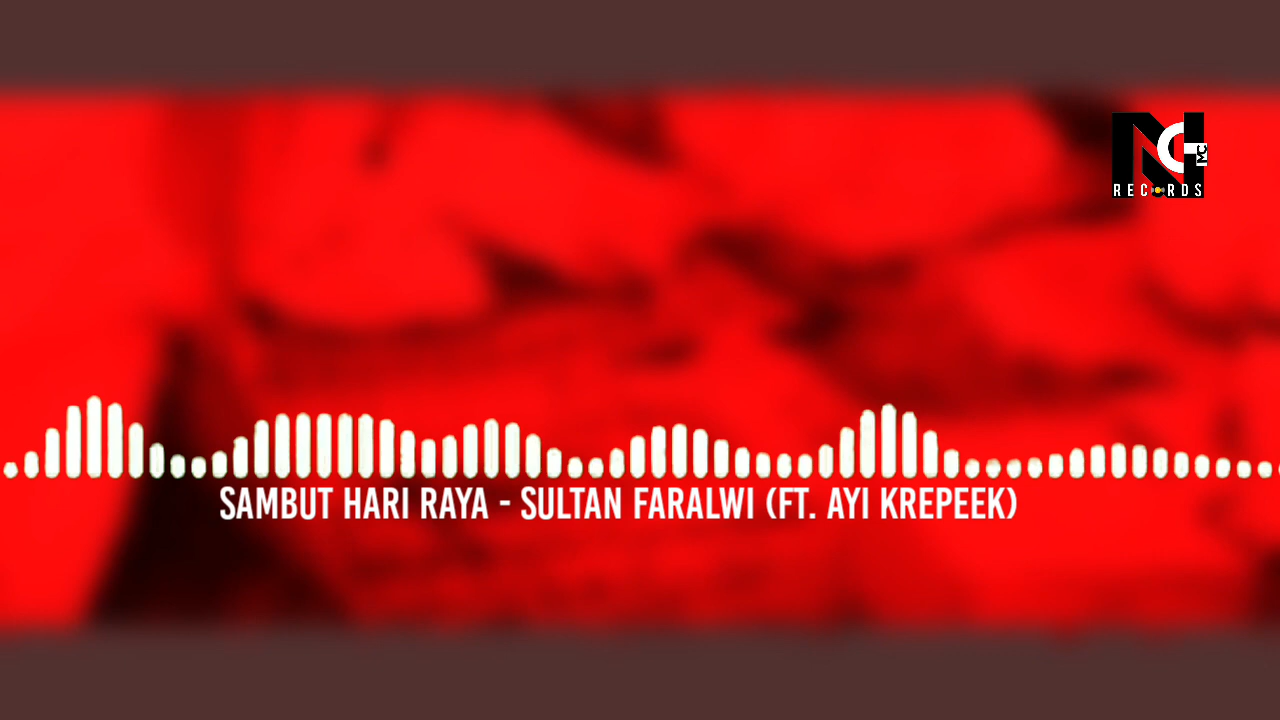 NG
MC
RECORDS
SAMBUT HARI RAYA - SULTAN FARALWI (FT. AYI KREPEEK)